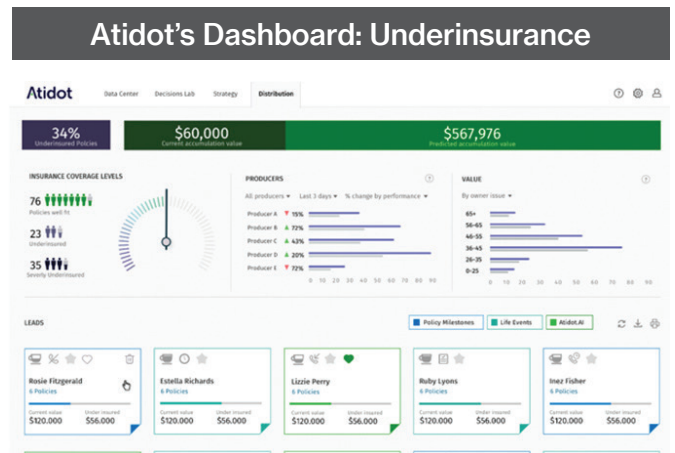 Atidot's Dashboard: Underinsurance
Atidot Data Center Decisions Lab Strategy Distribution
34% $60,000 $567,976
Underinsured Policies Current accumulation value Predicted accumulation value
INSURANCE COVERAGE LEVELS PRODUCERS VALUE
76 All producers Last 3 days % change by performance By owner issue
Policies well fit
23
Underinsured
35
Severly Underinsured
Producer A 15%
Producer B 72%
Producer C 43%
Producer D 20%
Producer E 72%
0 10 20 30 40 50 60 70 80 90
65+
56-65
46-55
36-45
26-35
0-25
0 10 20 30 40 50 60 70 80 90
LEADS Policy Milestones Life Events Atidot.AI
Rosie Fitzgerald Estella Richards Lizzie Perry Ruby Lyons Inez Fisher
6 Policies 6 Policies 6 Policies 6 Policies 6 Policies
Current value Under insured Current value Under insured Current value Under insured Current value Under insured Current value Under insured
$120.000 $56.000 $120.000 $56.000 $120.000 $56.000 $120.000 $56.000 $120.000 $56.000